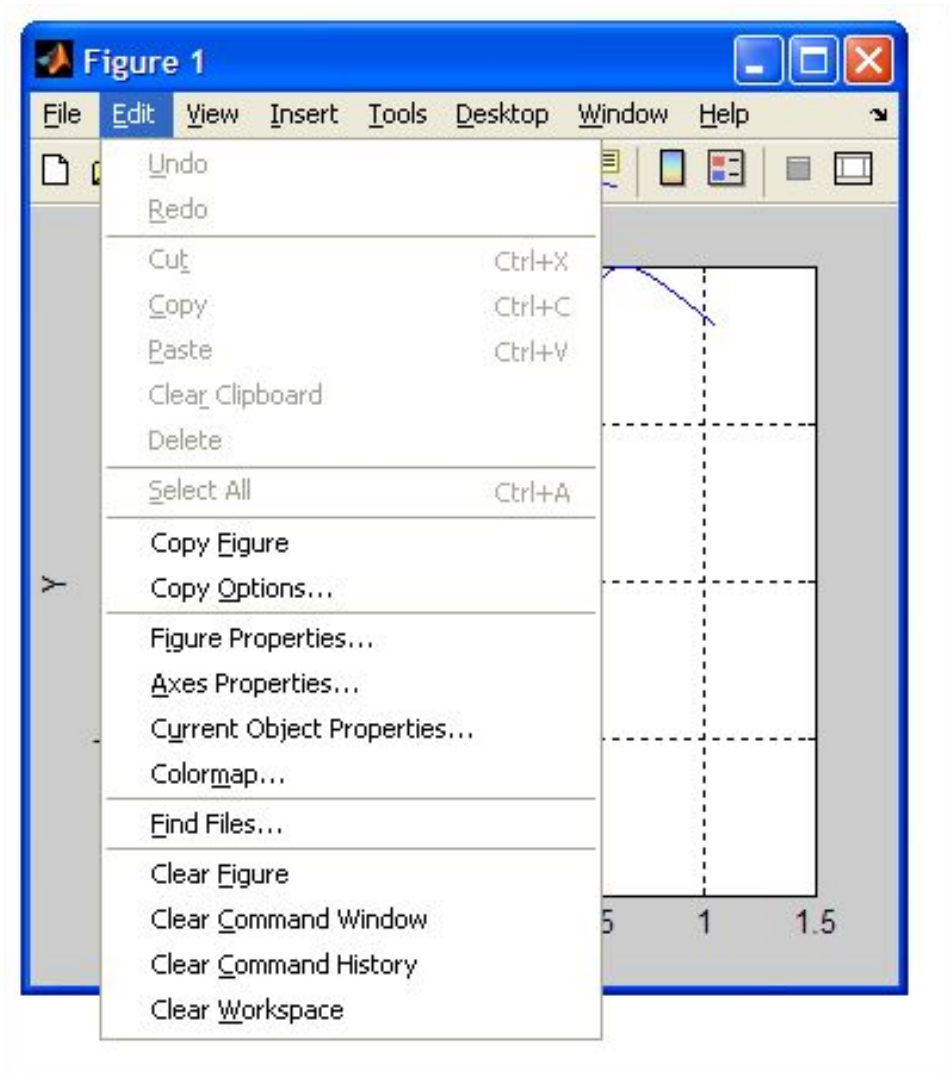 Figure 1
File Edit View Insert Tools Desktop Window Help
Undo
Redo
Cut Ctrl+X
Copy Ctrl+C
Paste Ctrl+V
Clear Clipboard
Delete
Select All Ctrl+A
Copy Figure
Copy Options...
Figure Properties...
Axes Properties...
Current Object Properties...
Colormap...
Find Files...
Clear Figure
Clear Command Window
Clear Command History
Clear Workspace
Y
5 1 1.5